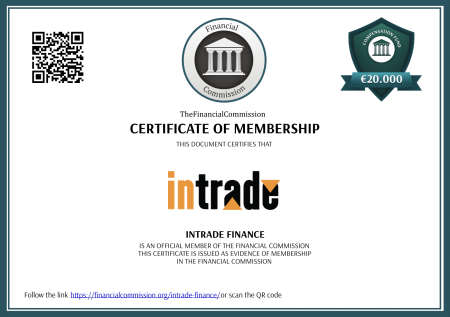 Financial
Commission
COMPENSATION FUND
€20.000
TheFinancialCommission
CERTIFICATE OF MEMBERSHIP
THIS DOCUMENT CERTIFIES THAT
intrade
INTRADE FINANCE
IS AN OFFICIAL MEMBER OF THE FINANCIAL COMMISSION
THIS CERTIFICATE IS ISSUED AS EVIDENCE OF MEMBERSHIP
IN THE FINANCIAL COMMISSION
Follow the link https://financialcommission.org/intrade-finance/ or scan the QR code